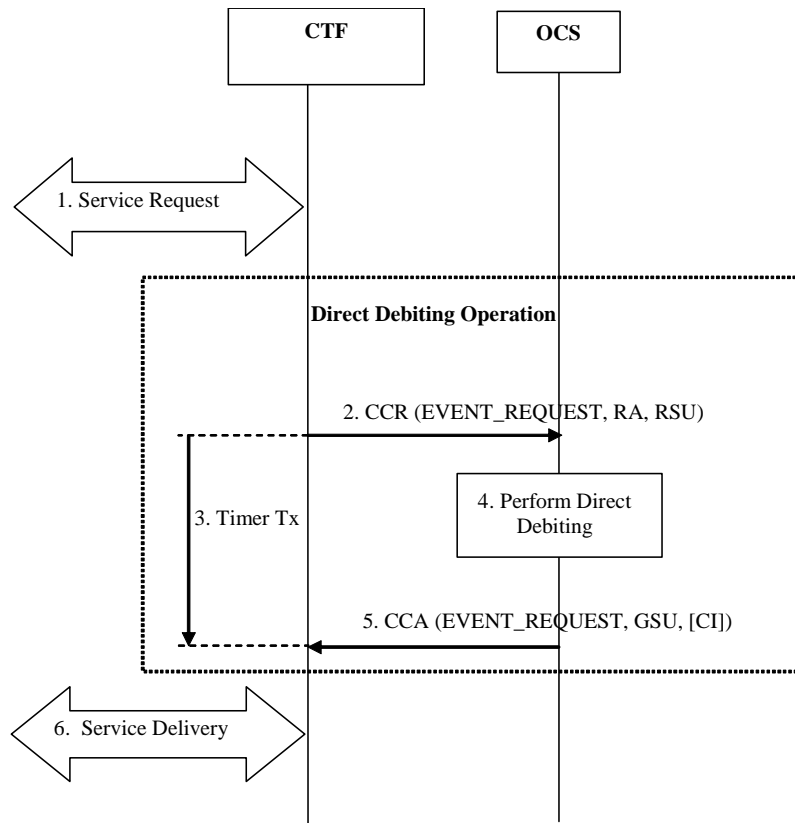 CTF
OCS
1. Service Request
Direct Debiting Operation
2. CCR (EVENT_REQUEST, RA, RSU)
3. Timer Tx
4. Perform Direct
Debiting
5. CCA (EVENT_REQUEST, GSU, [CI])
6. Service Delivery